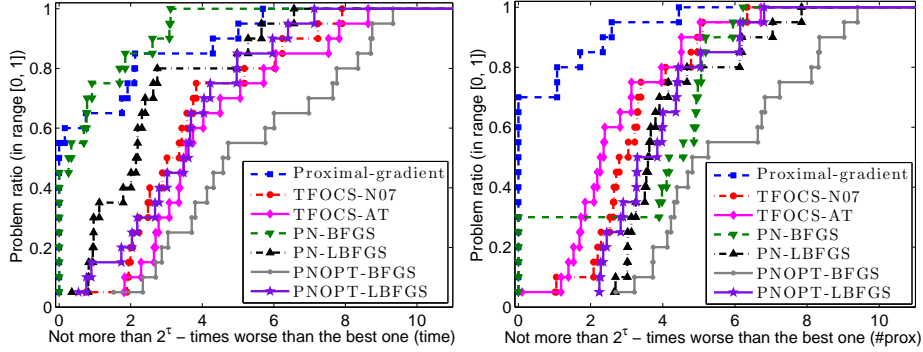 Problem ratio (in range [0, 1])
1
0.8
0.6
0.4
0.2
0
0 2 4 6 8 10
Not more than 2^τ − times worse than the best one (time)
Proximal-gradient
TFOCS-N07
TFOCS-AT
PN-BFGS
PN-LBFGS
PNOPT-BFGS
PNOPT-LBFGS
Problem ratio (in range [0, 1])
1
0.8
0.6
0.4
0.2
0
0 2 4 6 8 10
Not more than 2^τ − times worse than the best one (#prox)
Proximal-gradient
TFOCS-N07
TFOCS-AT
PN-BFGS
PN-LBFGS
PNOPT-BFGS
PNOPT-LBFGS